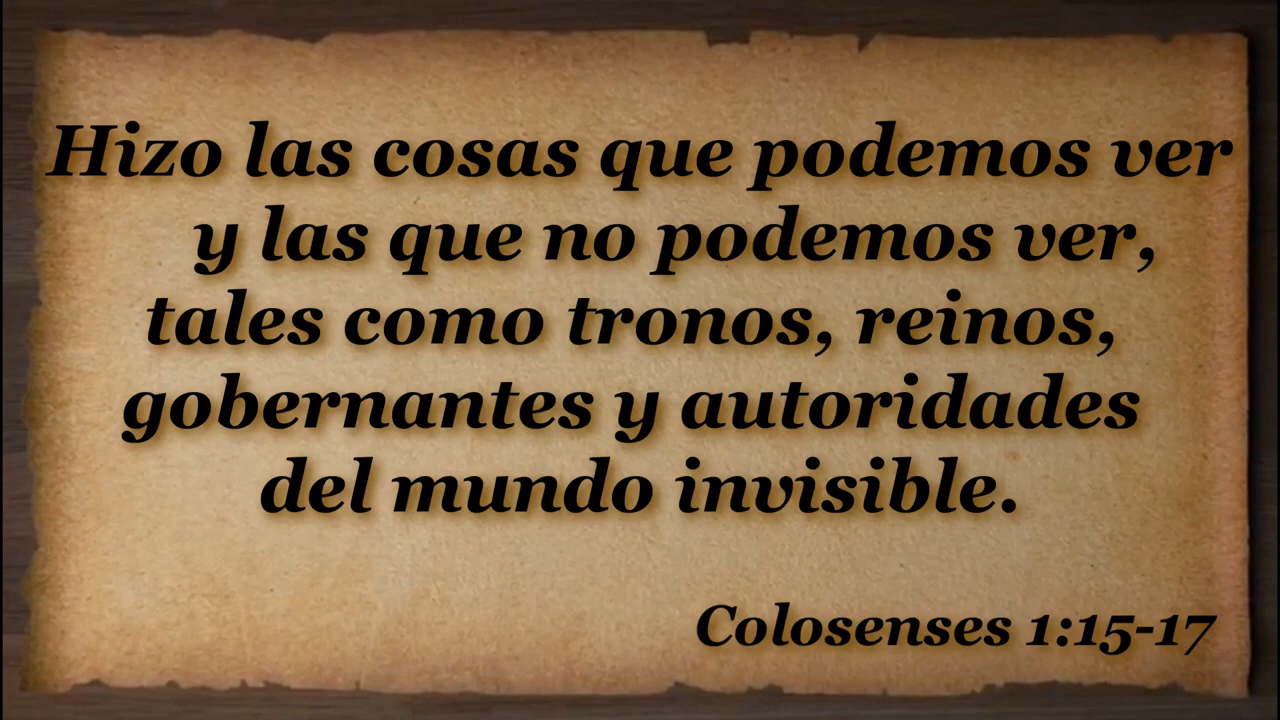 Hizo las cosas que podemos ver
y las que no podemos ver,
tales como tronos, reinos,
gobernantes y autoridades
del mundo invisible.
Colosenses 1:15-17